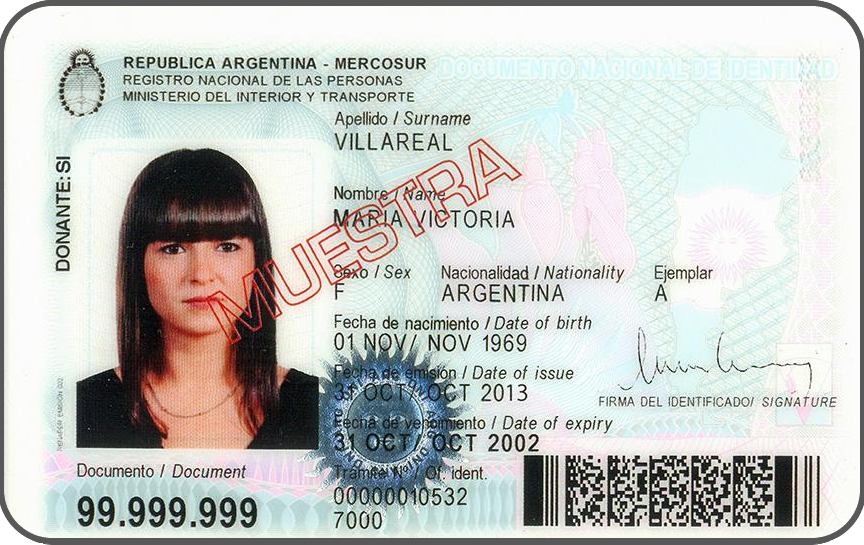 REPUBLICA ARGENTINA - MERCOSUR
REGISTRO NACIONAL DE LAS PERSONAS
MINISTERIO DEL INTERIOR Y TRANSPORTE
DOCUMENTO NACIONAL DE IDENTIDAD
Apellido / Surname
VILLAREAL
Nombre / Name
MARIA VICTORIA
MUESTRA
DONANTE: SI
Sexo / Sex Nacionalidad / Nationality Ejemplar
F ARGENTINA A
Fecha de nacimiento / Date of birth
01 NOV/ NOV 1969
Fecha de emisión / Date of issue
31 OCT/ OCT 2013
FIRMA DEL IDENTIFICADO/ SIGNATURE
Fecha de vencimiento / Date of expiry
31 OCT/ OCT 2002
Documento / Document
99.999.999
Of. ident.
00000010532
7000